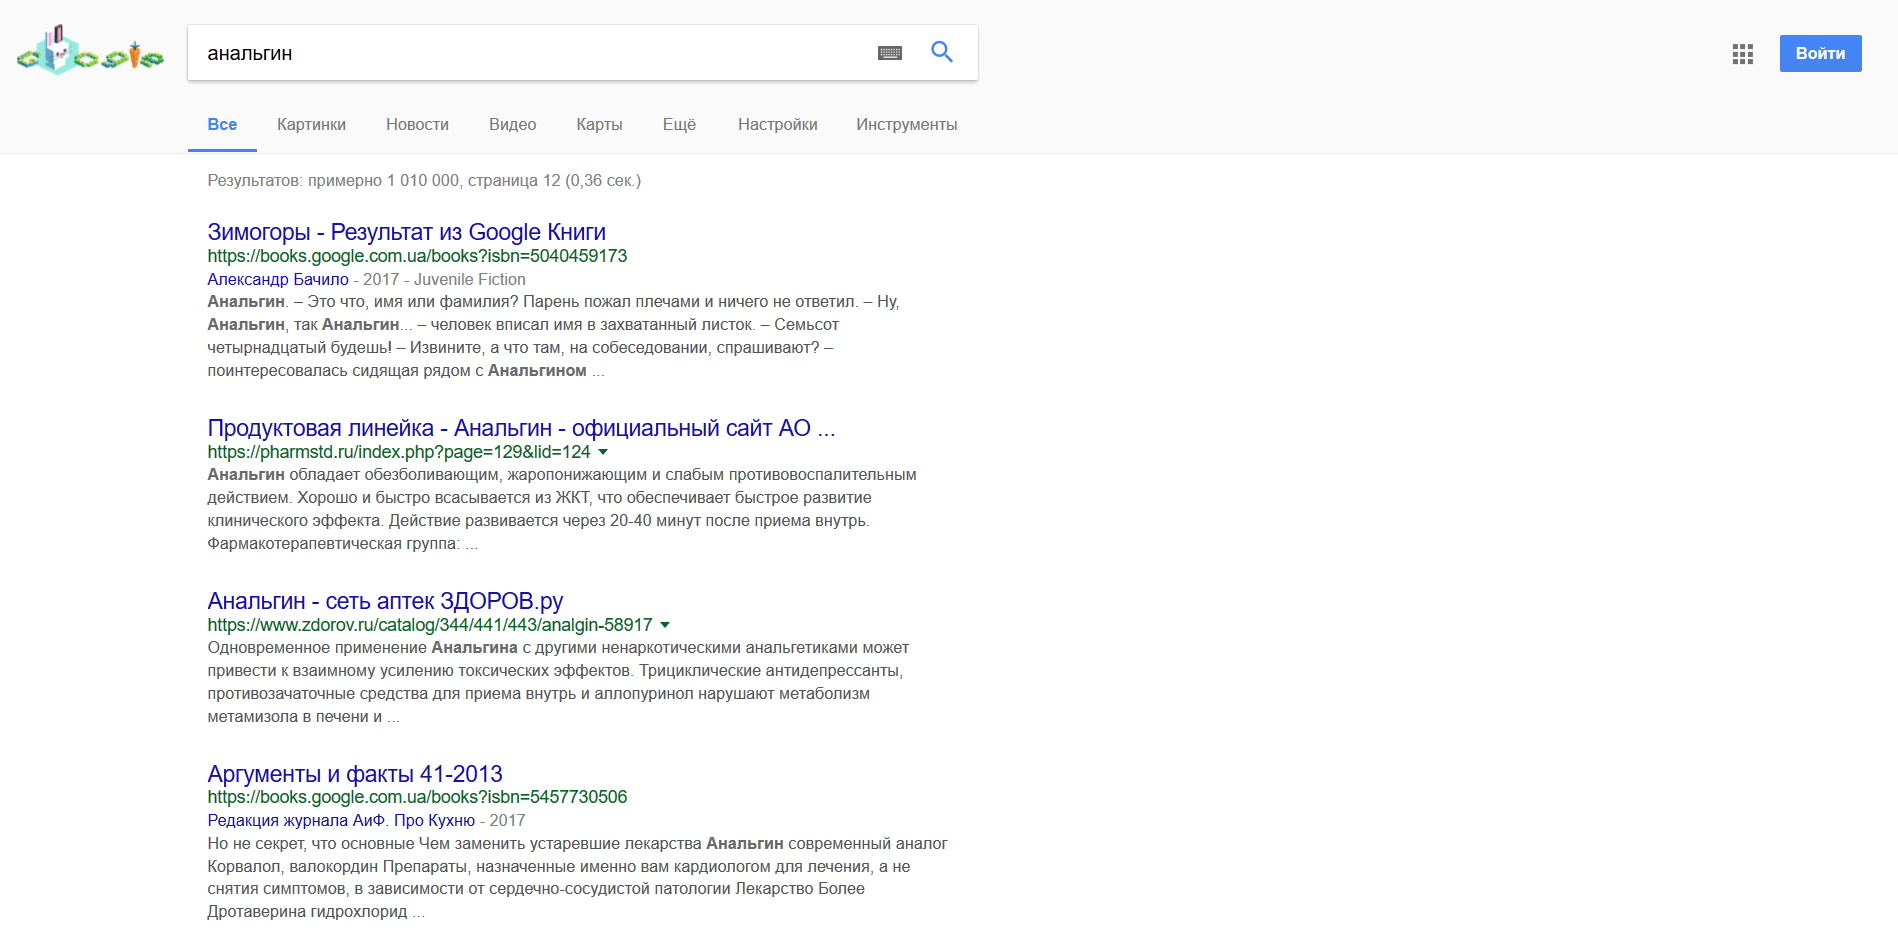 анальгин
Войти
Все Картинки Новости Видео Карты Ещё Настройки Инструменты
Результатов: примерно 1 010 000, страница 12 (0,36 сек.)
Зимогоры - Результат из Google Книги
https://books.google.com.ua/books?isbn=5040459173
Александр Бачило - 2017 - Juvenile Fiction
Анальгин. – Это что, имя или фамилия? Парень пожал плечами и ничего не ответил. – Ну,
Анальгин, так Анальгин... – человек вписал имя в захватанный листок. – Семьсот
четырнадцатый будешь! – Извините, а что там, на собеседовании, спрашивают? –
поинтересовалась сидящая рядом с Анальгином ...
Продуктовая линейка - Анальгин - официальный сайт АО ...
https://pharmstd.ru/index.php?page=129&lid=124
Анальгин обладает обезболивающим, жаропонижающим и слабым противовоспалительным
действием. Хорошо и быстро всасывается из ЖКТ, что обеспечивает быстрое развитие
клинического эффекта. Действие развивается через 20-40 минут после приема внутрь.
Фармакотерапевтическая группа: ...
Анальгин - сеть аптек ЗДОРОВ.ру
https://www.zdorov.ru/catalog/344/441/443/analgin-58917
Одновременное применение Анальгина с другими ненаркотическими анальгетиками может
привести к взаимному усилению токсических эффектов. Трициклические антидепрессанты,
противозачаточные средства для приема внутрь и аллопуринол нарушают метаболизм
метамизола в печени и ...
Аргументы и факты 41-2013
https://books.google.com.ua/books?isbn=5457730506
Редакция журнала АиФ. Про Кухню - 2017
Но не секрет, что основные Чем заменить устаревшие лекарства Анальгин современный аналог
Корвалол, валокордин Препараты, назначенные именно вам кардиологом для лечения, а не
снятия симптомов, в зависимости от сердечно-сосудистой патологии Лекарство Более
Дротаверина гидрохлорид ...